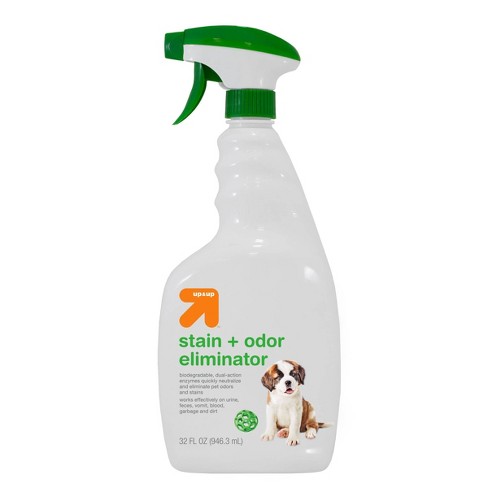 up&up
stain + odor
eliminator
biodegradable, dual-action
enzymes quickly neutralize
and eliminate pet odors
and stains
works effectively on urine,
feces, vomit, blood,
garbage and dirt
32 FL OZ (946.3 mL)